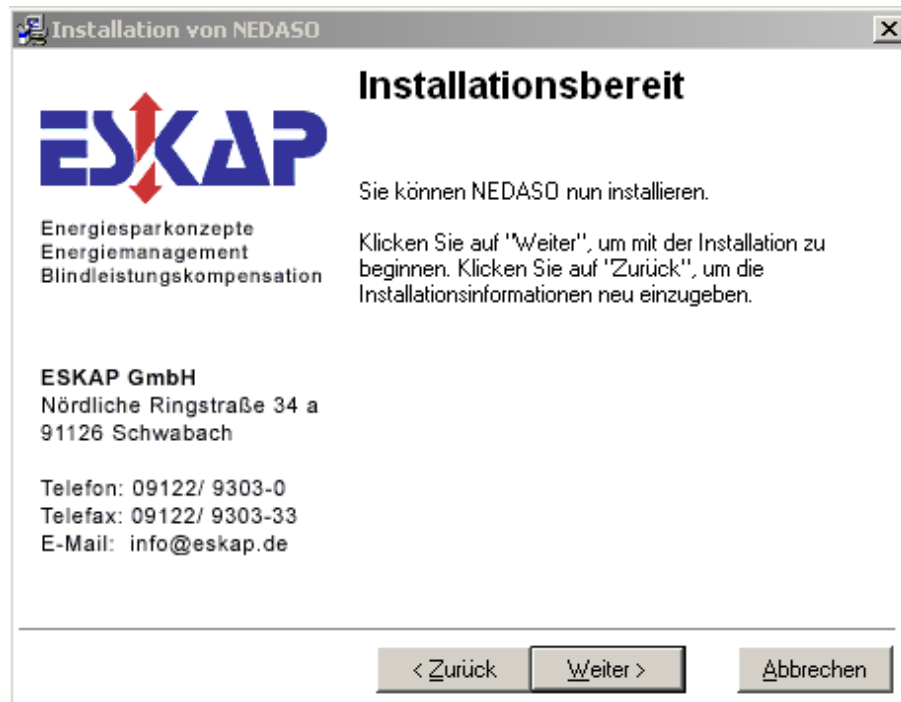 Installation von NEDASO
ESKAP
Energiesparkonzepte
Energiemanagement
Blindleistungskompensation
ESKAP GmbH
Nördliche Ringstraße 34 a
91126 Schwabach
Telefon: 09122/ 9303-0
Telefax: 09122/ 9303-33
E-Mail: info@eskap.de
Installationsbereit
Sie können NEDASO nun installieren.
Klicken Sie auf "Weiter", um mit der Installation zu
beginnen. Klicken Sie auf "Zurück", um die
Installationsinformationen neu einzugeben.
< Zurück
Weiter >
Abbrechen